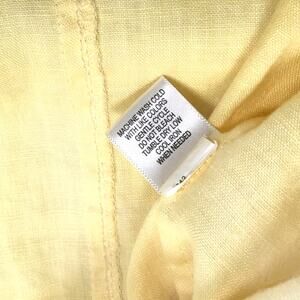 MACHINE WASH COLD
WITH LIKE COLORS
GENTLE CYCLE
DO NOT BLEACH
TUMBLE DRY LOW
COOL IRON
WHEN NEEDED